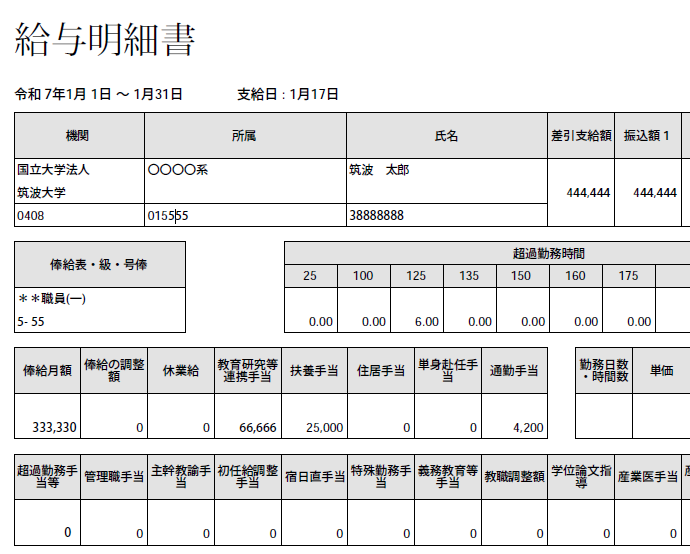 給与明細書
令和 7年1月 1日 ～ 1月31日 支給日 : 1月17日
機関 所属 氏名 差引支給額 振込額 1
国立大学法人 〇〇〇〇系 筑波 太郎
筑波大学 444,444 444,444
0408 015555 38888888
俸給表・級・号俸 超過勤務時間
25 100 125 135 150 160 175
＊＊職員(一)
5- 55 0.00 0.00 6.00 0.00 0.00 0.00 0.00
俸給月額 俸給の調整額 休業給 教育研究等連携手当 扶養手当 住居手当 単身赴任手当 通勤手当 勤務日数・時間数 単価
333,330 0 0 66,666 25,000 0 0 4,200
超過勤務手当等 管理職手当 主幹教諭手当 初任給調整手当 宿日直手当 特殊勤務手当 義務教育等手当 教職調整額 学位論文指導 産業医手当
0 0 0 0 0 0 0 0 0 0